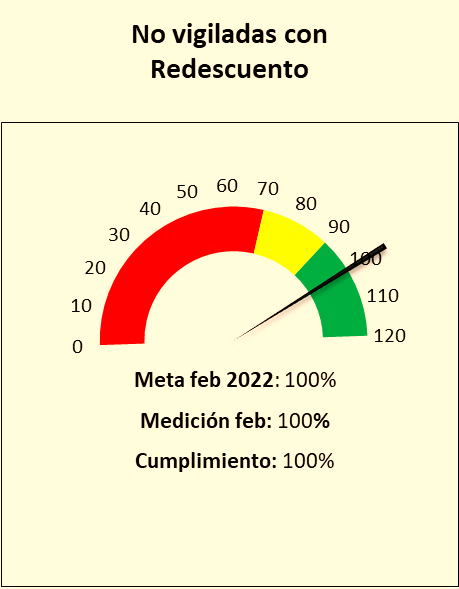 No vigiladas con
Redescuento
0
10
20
30
40
50
60
70
80
90
100
110
120
Meta feb 2022: 100%
Medición feb: 100%
Cumplimiento: 100%